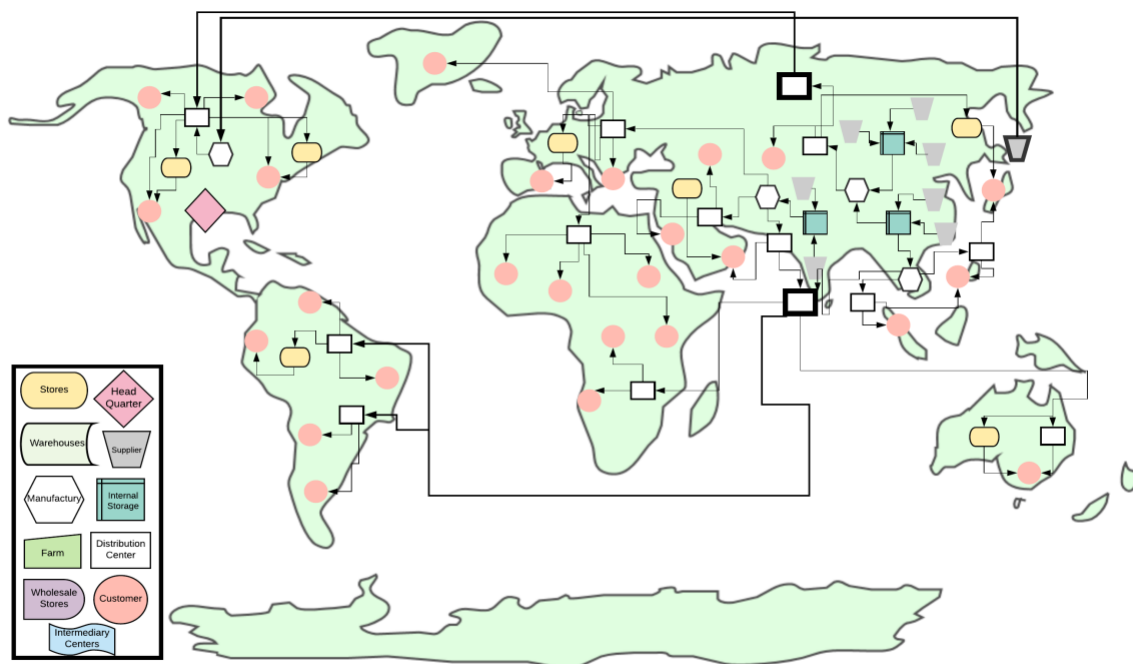 Stores
Head
Quarter
Warehouses
Supplier
Manufactury
Internal
Storage
Farm
Distribution
Center
Wholesale
Stores
Customer
Intermediary
Centers